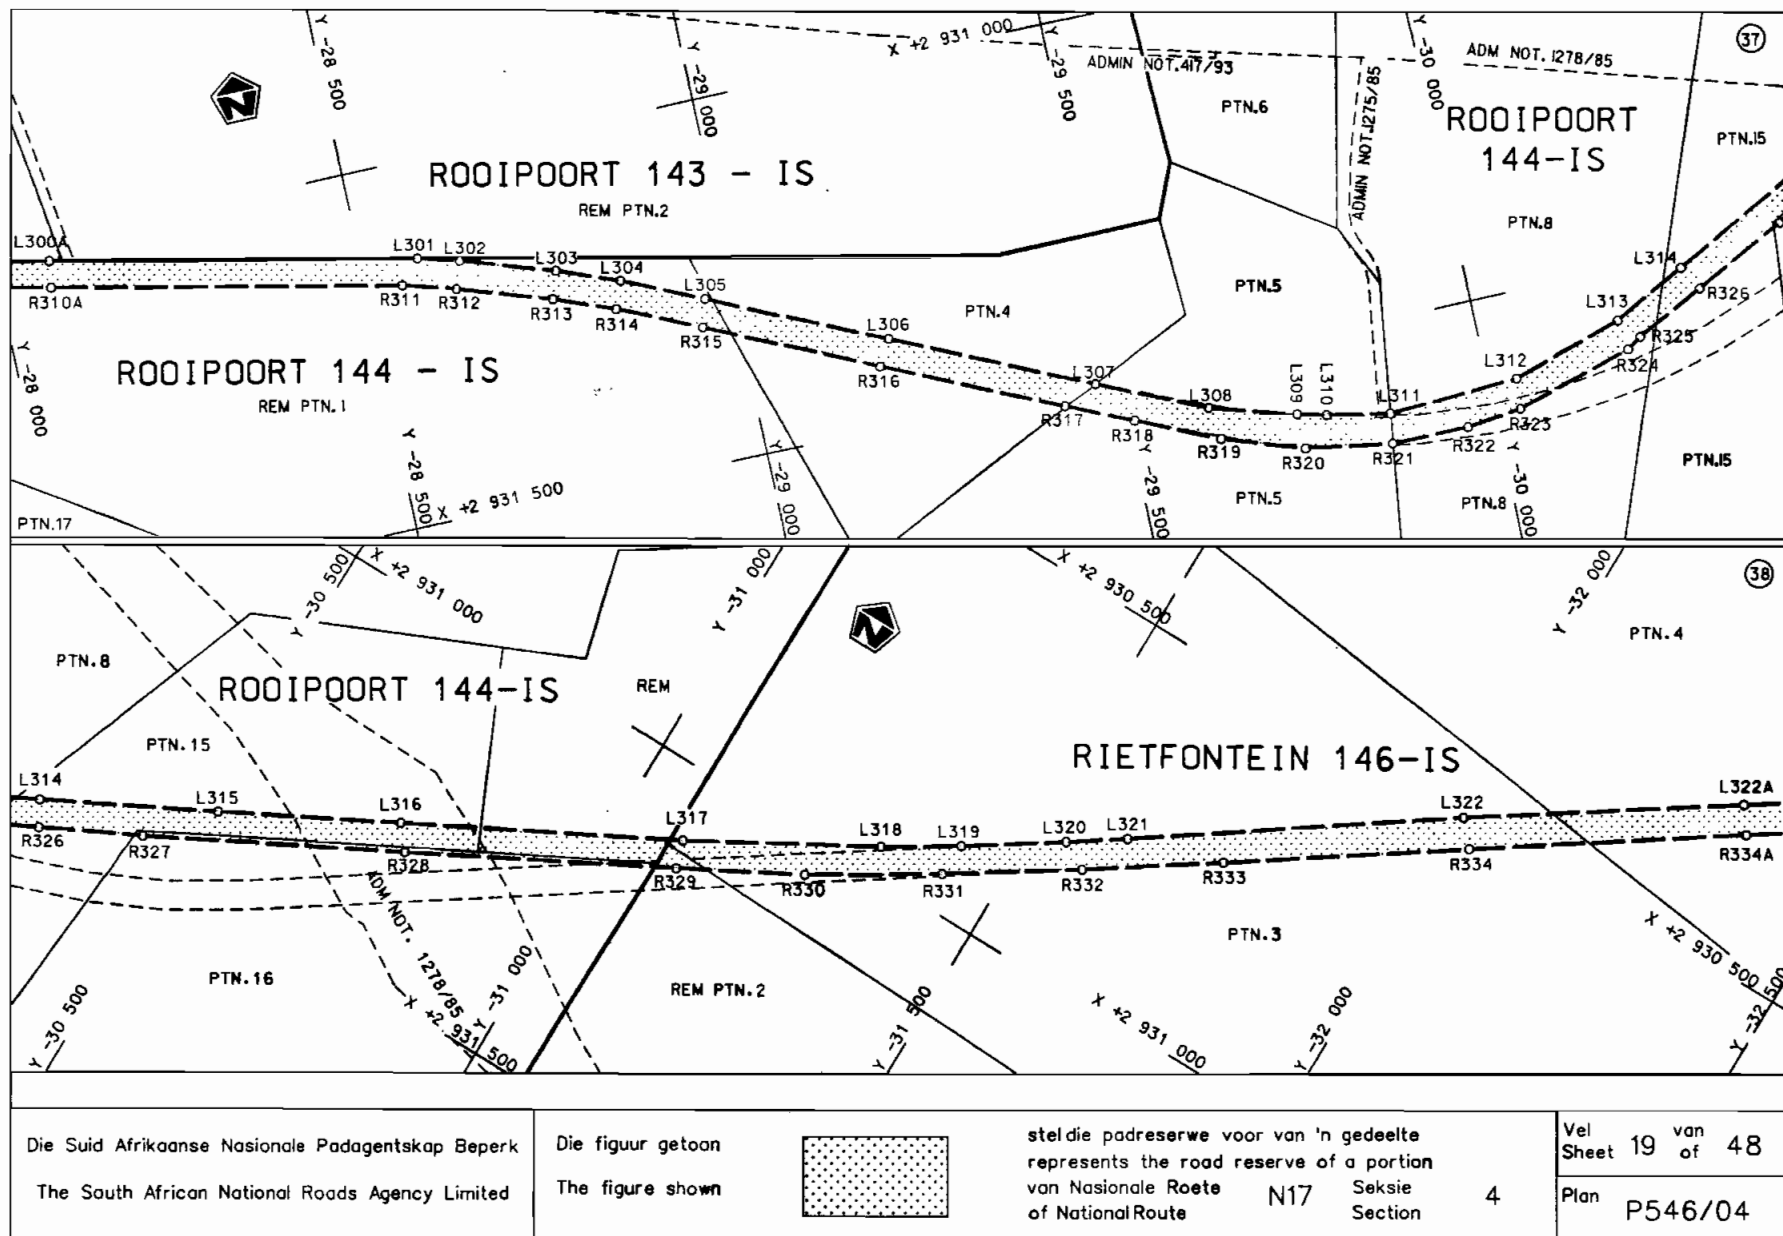 37
Y -28 500
Y -29 000
X +2 931 000
Y -29 500
ADMIN NOT.417/93
ADMIN NOT.1275/85
Y -30 000
ADM NOT.1278/85
PTN.6
ROOIPOORT
144-IS
PTN.15
ROOIPOORT 143 - IS
REM PTN.2
PTN.8
L300A
L301
L302
L303
L304
L305
L306
L307
L308
L309
L310
L311
L312
L313
L314
PTN.4
PTN.5
R310A
R311
R312
R313
R314
R315
R316
R317
R318
R319
R320
R321
R322
R323
R324
R325
R326
Y -28 000
ROOIPOORT 144 - IS
REM PTN.1
Y -28 500
X +2 931 500
Y -29 000
Y -29 500
PTN.5
PTN.8
Y -30 000
PTN.15
PTN.17
38
Y -30 500
X +2 931 000
Y -31 000
X +2 930 500
Y -32 000
PTN.4
PTN.8
ROOIPOORT 144-IS
REM
PTN.15
RIETFONTEIN 146-IS
L314
L315
L316
L317
L318
L319
L320
L321
L322
L322A
R326
R327
R328
R329
R330
R331
R332
R333
R334
R334A
ADM NOT. 1278/85
PTN.16
REM PTN.2
PTN.3
Y -30 500
X +2 931 500
Y -31 000
Y -31 500
X +2 931 000
Y -32 000
X +2 930 500
Y -32 500
Die Suid Afrikaanse Nasionale Padagentskap Beperk
The South African National Roads Agency Limited
Die figuur getoon
The figure shown
stel die padreserwe voor van 'n gedeelte
represents the road reserve of a portion
van Nasionale Roete
of National Route
N17
Seksie
Section
4
Vel van
Sheet 19 of 48
Plan P546/04